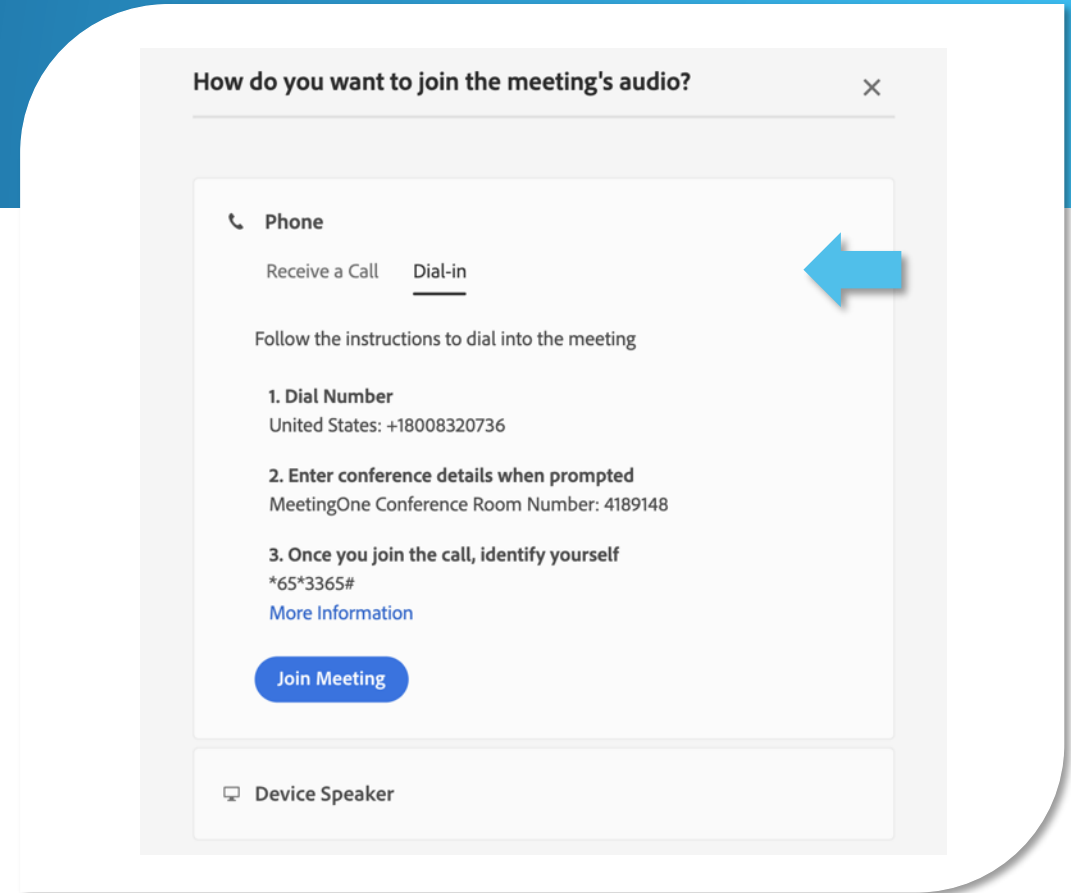 How do you want to join the meeting's audio?
Phone
Receive a Call Dial-in
Follow the instructions to dial into the meeting
1. Dial Number
United States: +18008320736
2. Enter conference details when prompted
MeetingOne Conference Room Number: 4189148
3. Once you join the call, identify yourself
*65*3365#
More Information
Join Meeting
Device Speaker